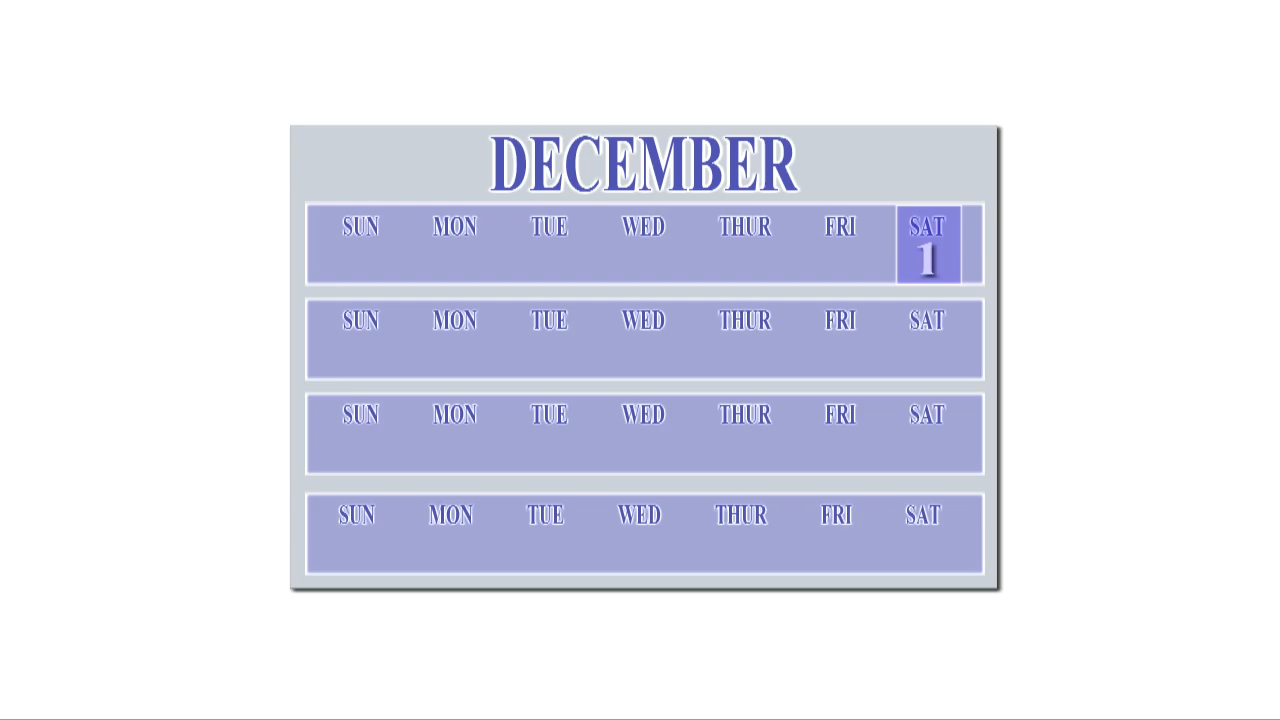 DECEMBER
SUN MON TUE WED THUR FRI SAT
1
SUN MON TUE WED THUR FRI SAT
SUN MON TUE WED THUR FRI SAT
SUN MON TUE WED THUR FRI SAT